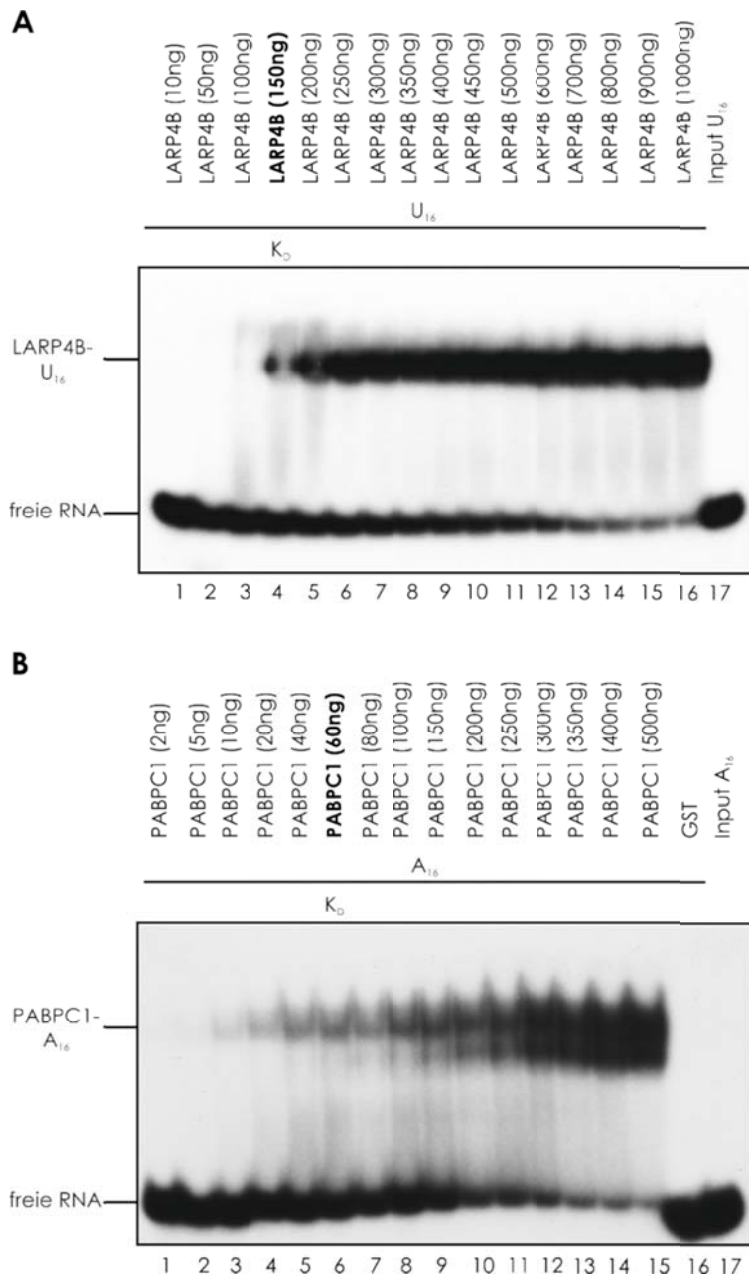 A
LARP4B (10ng)
LARP4B (50ng)
LARP4B (100ng)
LARP4B (150ng)
LARP4B (200ng)
LARP4B (250ng)
LARP4B (300ng)
LARP4B (350ng)
LARP4B (400ng)
LARP4B (450ng)
LARP4B (500ng)
LARP4B (600ng)
LARP4B (700ng)
LARP4B (800ng)
LARP4B (900ng)
LARP4B (1000ng)
Input U₁₆
U₁₆
K_D
LARP4B-
U₁₆
freie RNA
1 2 3 4 5 6 7 8 9 10 11 12 13 14 15 16 17
B
PABPC1 (2ng)
PABPC1 (5ng)
PABPC1 (10ng)
PABPC1 (20ng)
PABPC1 (40ng)
PABPC1 (60ng)
PABPC1 (80ng)
PABPC1 (100ng)
PABPC1 (150ng)
PABPC1 (200ng)
PABPC1 (250ng)
PABPC1 (300ng)
PABPC1 (350ng)
PABPC1 (400ng)
PABPC1 (500ng)
GST
Input A₁₆
A₁₆
K_D
PABPC1-
A₁₆
freie RNA
1 2 3 4 5 6 7 8 9 10 11 12 13 14 15 16 17